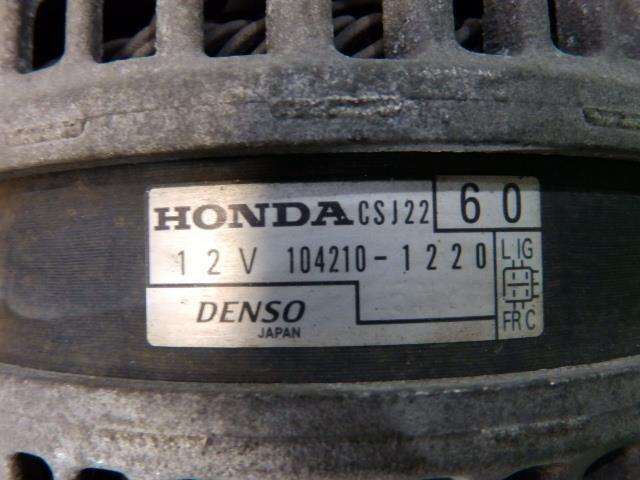 HONDA CSJ22 60
12V 104210-1220
L IG
E
FR C
DENSO
JAPAN